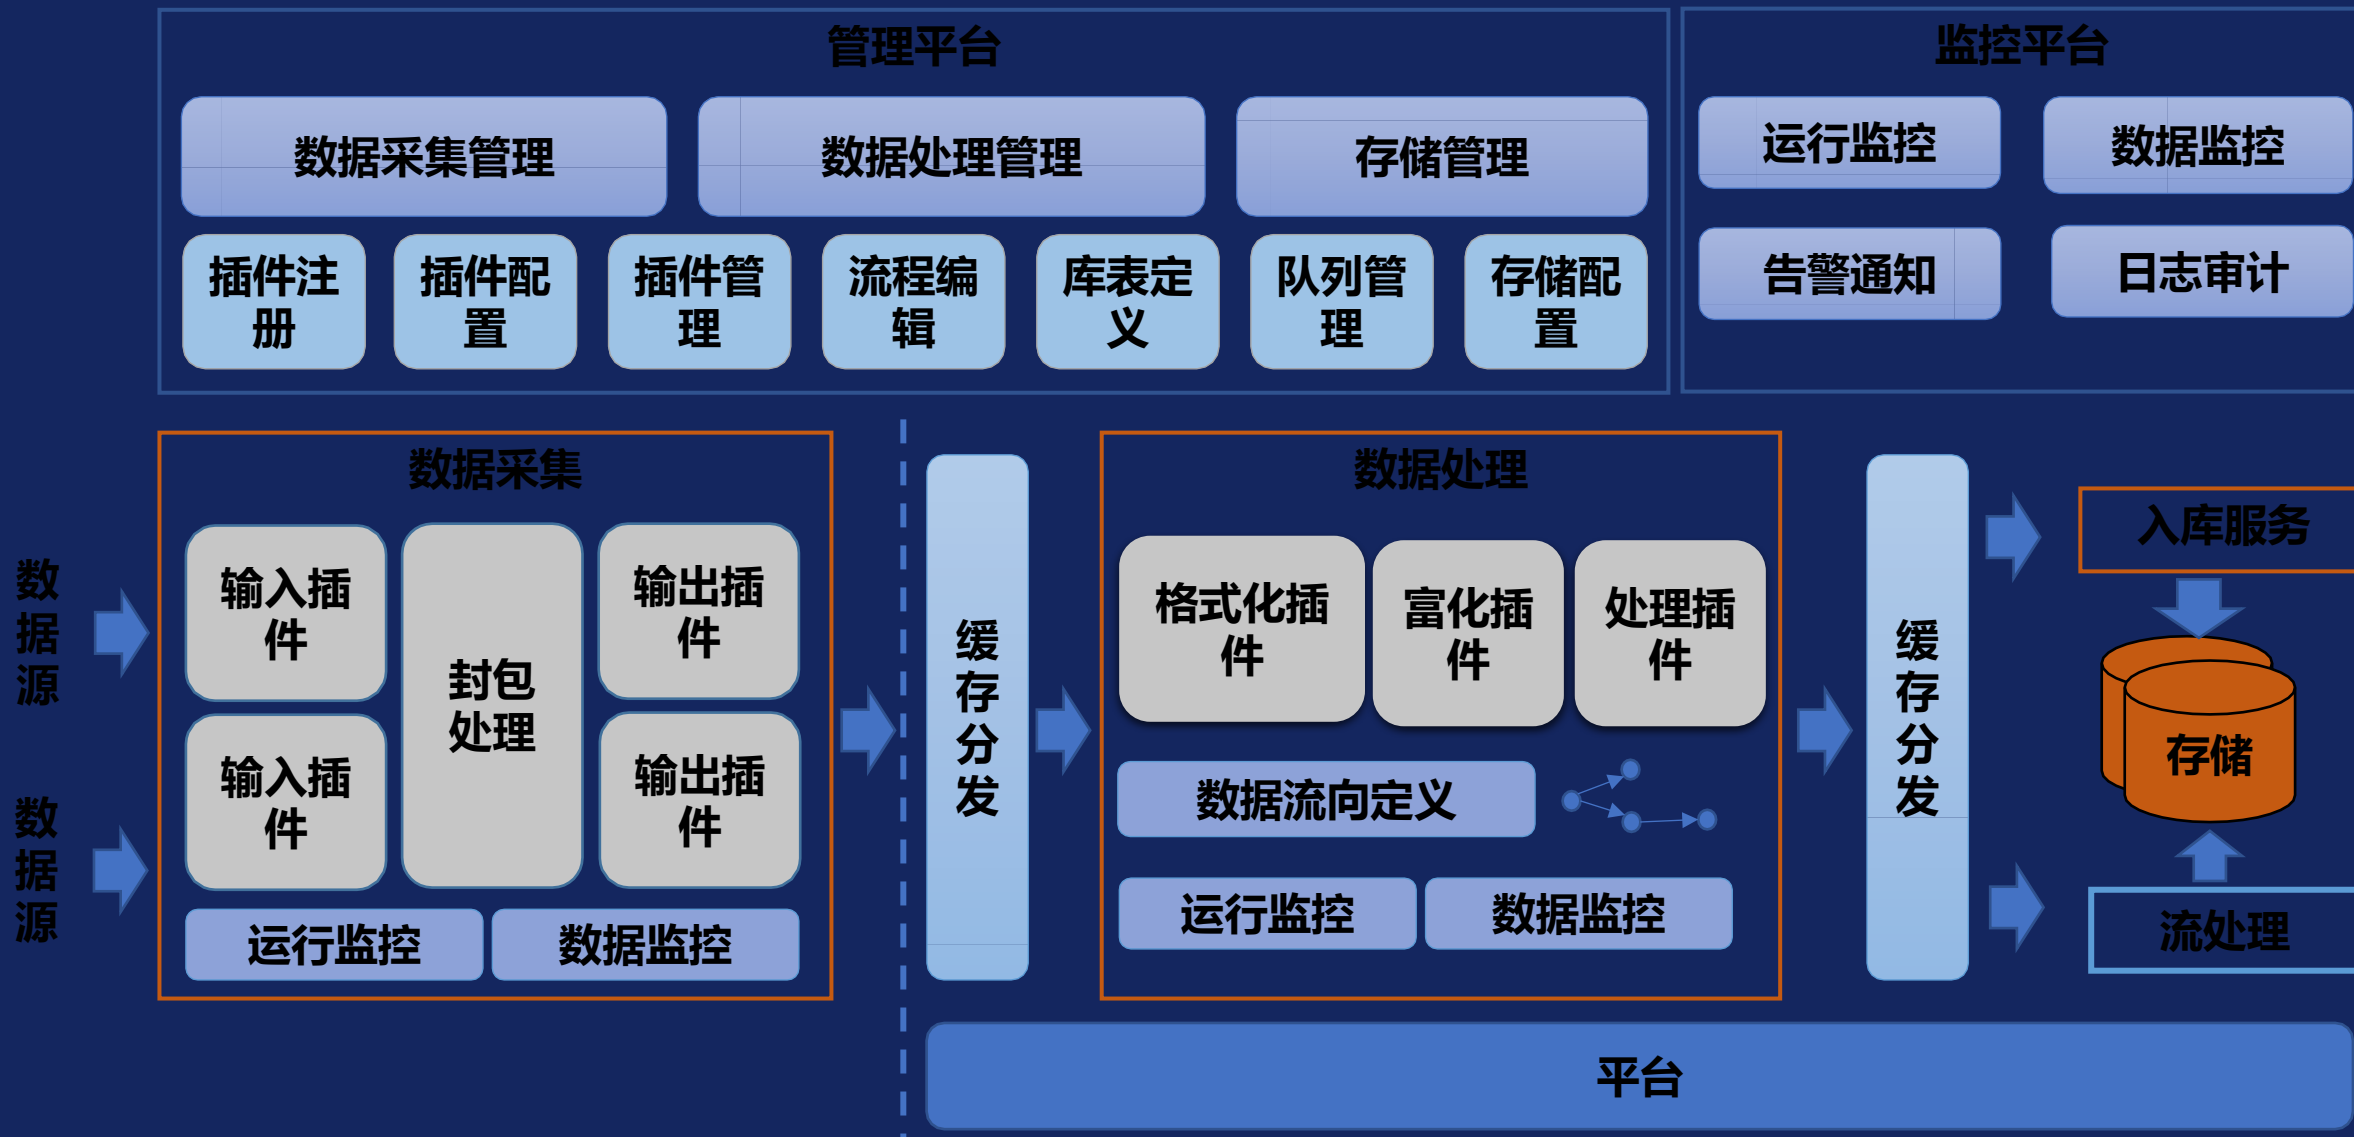 管理平台
数据采集管理
数据处理管理
存储管理
插件注
册
插件配
置
插件管
理
流程编
辑
库表定
义
队列管
理
存储配
置
监控平台
运行监控
数据监控
告警通知
日志审计
数
据
源
数
据
源
数据采集
输入插
件
输入插
件
封包
处理
输出插
件
输出插
件
运行监控
数据监控
缓
存
分
发
数据处理
格式化插
件
富化插
件
处理插
件
数据流向定义
运行监控
数据监控
缓
存
分
发
入库服务
存储
流处理
平台